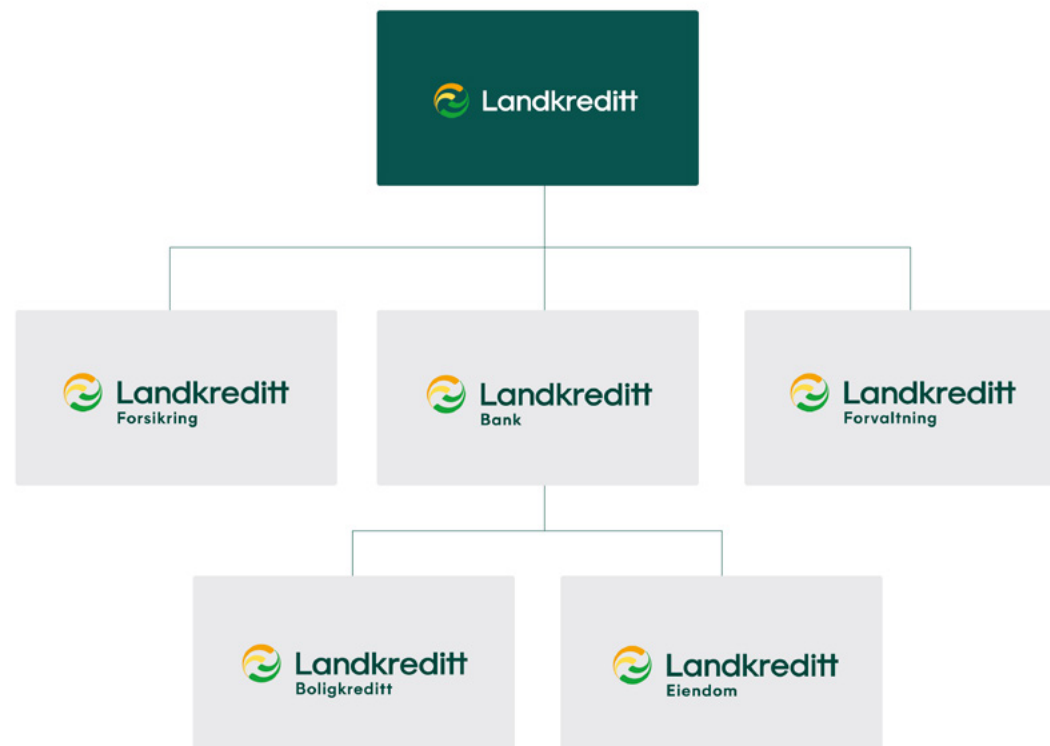 Landkreditt
Landkreditt
Forsikring
Landkreditt
Bank
Landkreditt
Forvaltning
Landkreditt
Boligkreditt
Landkreditt
Eiendom